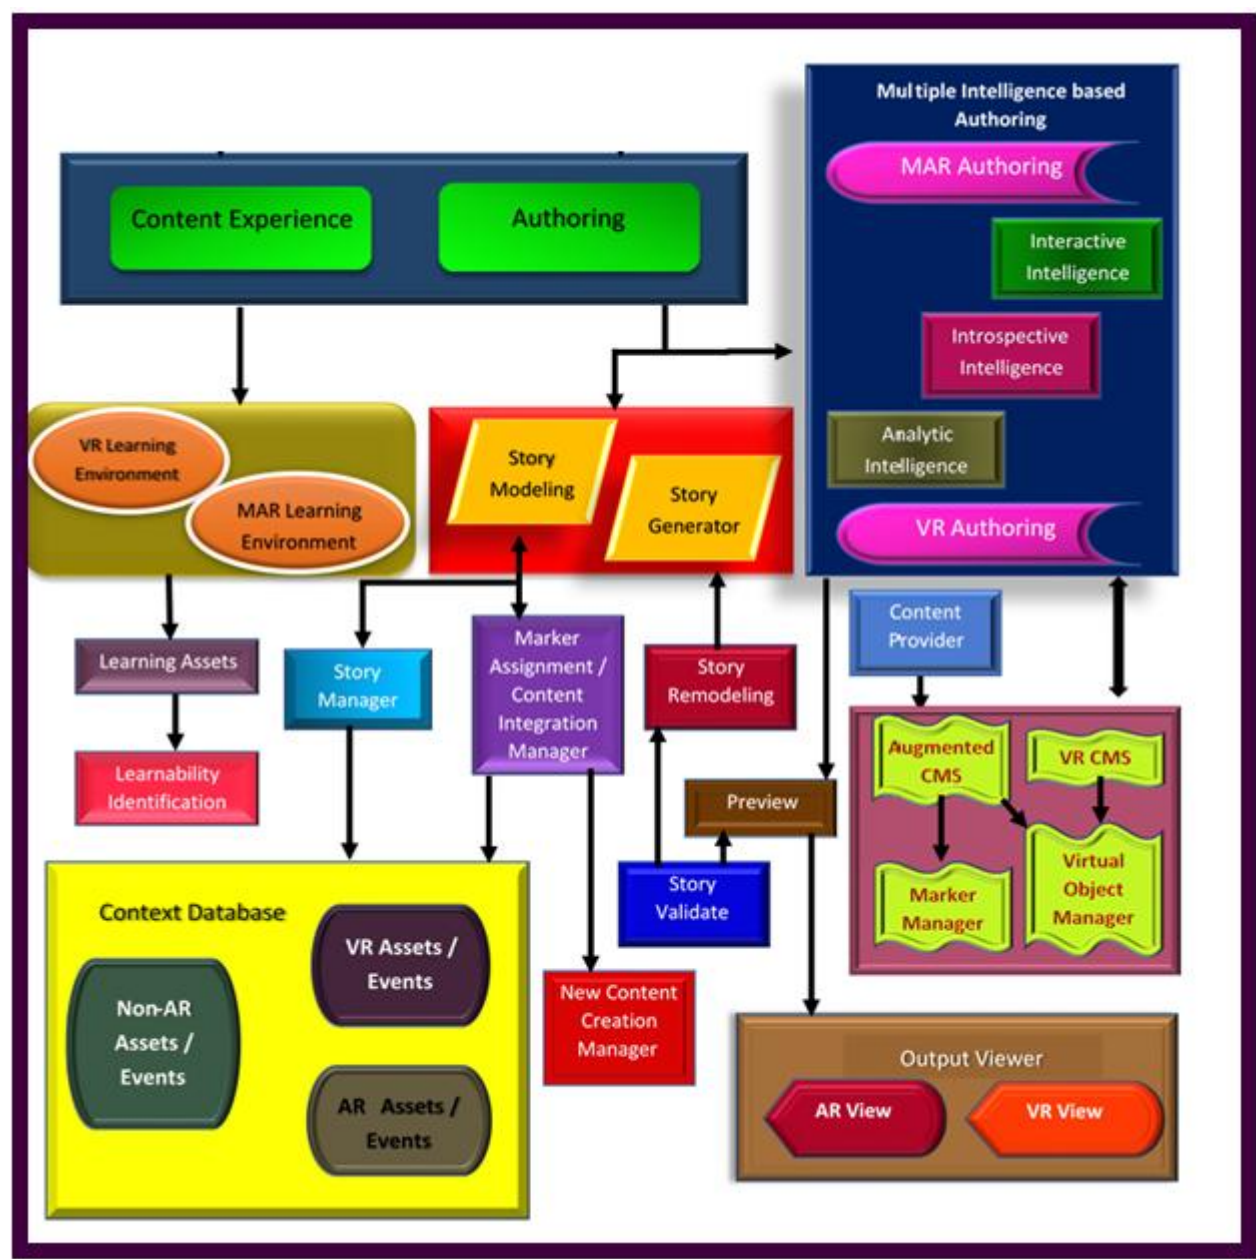 Multiple Intelligence based
Authoring
MAR Authoring
Content Experience
Authoring
Interactive
Intelligence
Introspective
Intelligence
VR Learning
Environment
MAR Learning
Environment
Story
Modeling
Story
Generator
Analytic
Intelligence
VR Authoring
Learning Assets
Learnability
Identification
Story
Manager
Marker
Assignment /
Content
Integration
Manager
Story
Remodeling
Content
Provider
Augmented
CMS
VR CMS
Marker
Manager
Virtual
Object
Manager
Preview
Story
Validate
Context Database
VR Assets /
Events
Non-AR
Assets /
Events
AR Assets /
Events
New Content
Creation
Manager
Output Viewer
AR View
VR View